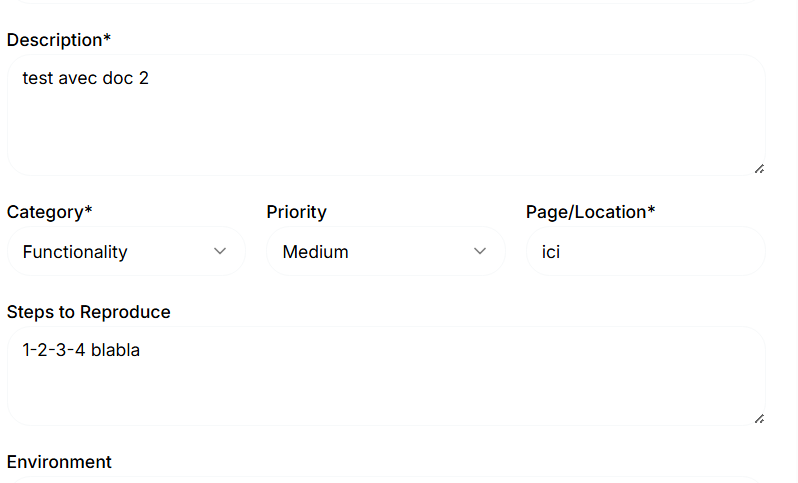 Description*
test avec doc 2
Category*
Priority
Page/Location*
Functionality
Medium
ici
Steps to Reproduce
1-2-3-4 blabla
Environment